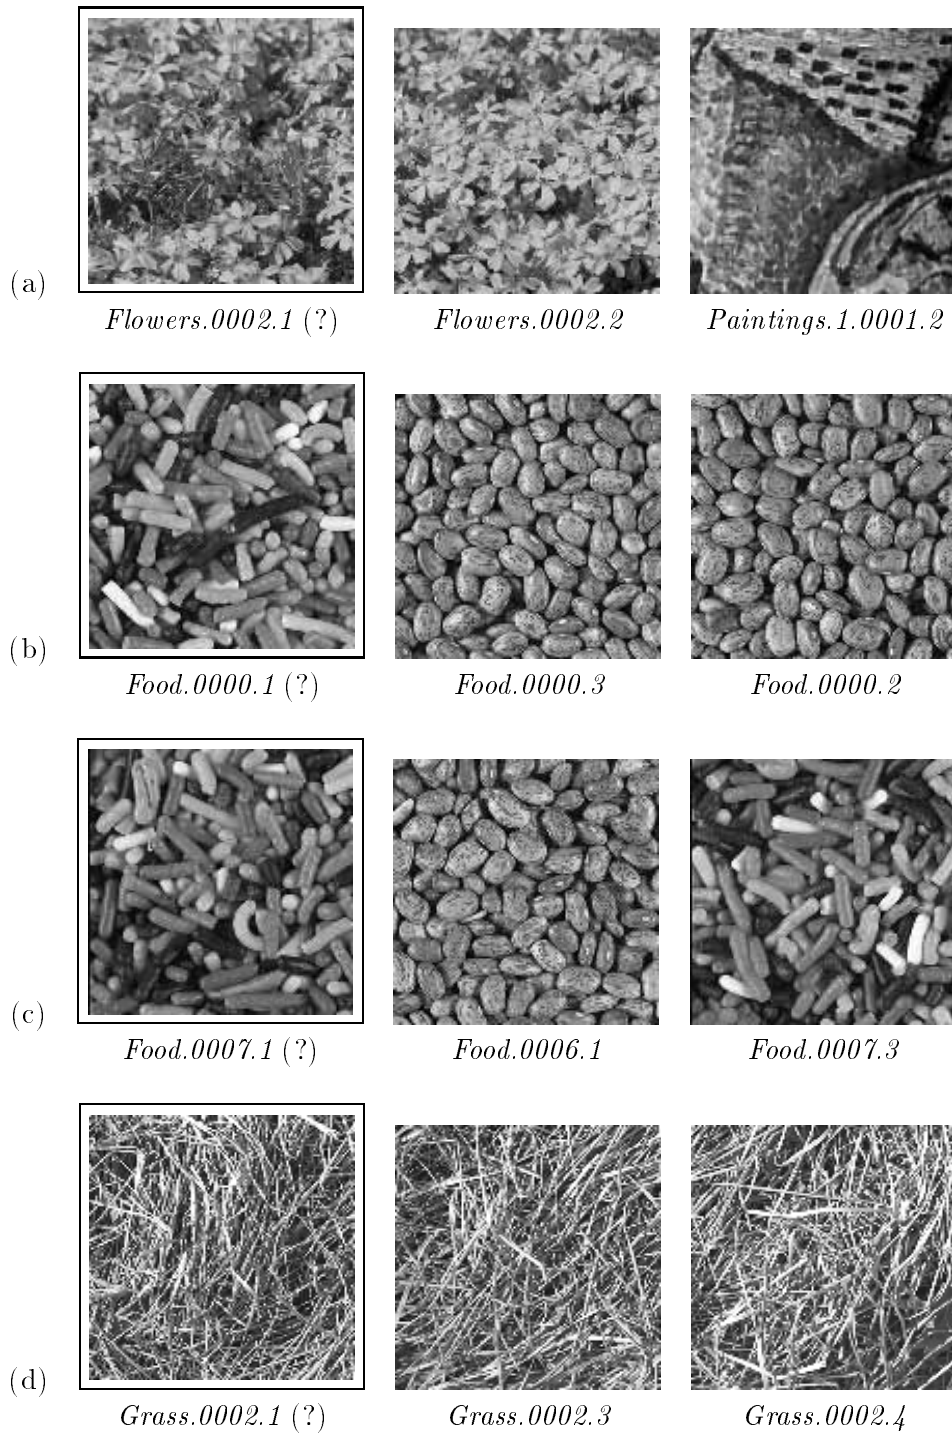 (a)
Flowers.0002.1 (?) Flowers.0002.2 Paintings.1.0001.2
(b)
Food.0000.1 (?) Food.0000.3 Food.0000.2
(c)
Food.0007.1 (?) Food.0006.1 Food.0007.3
(d)
Grass.0002.1 (?) Grass.0002.3 Grass.0002.4